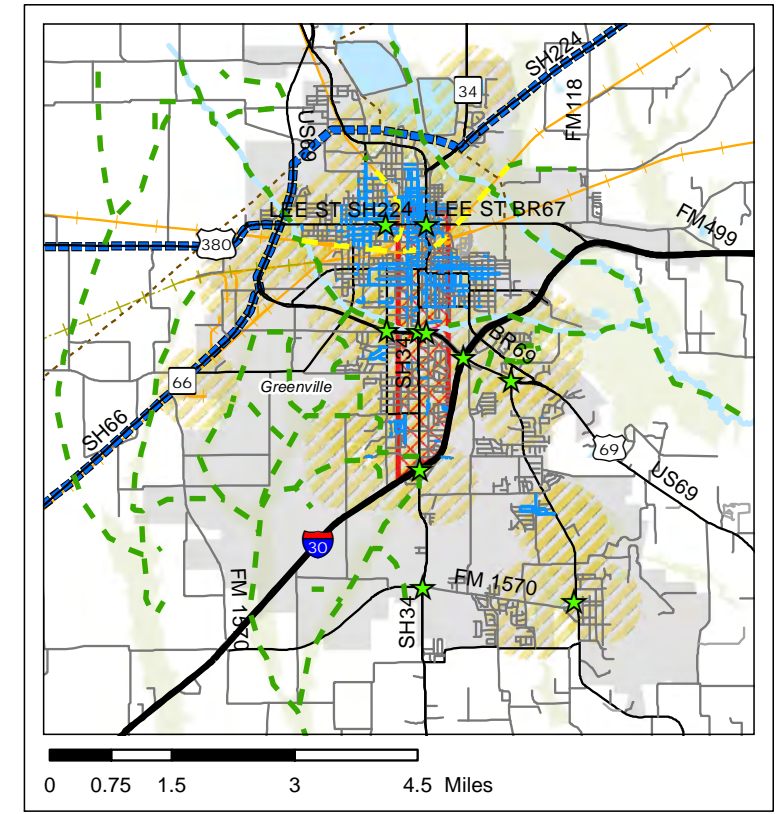 SH224
34
FM118
US69
LEE ST SH224
LEE ST BR67
FM499
380
SH34
BR69
66
Greenville
SH66
69
US69
30
FM 1570
FM 1570
SH34
0 0.75 1.5 3 4.5 Miles